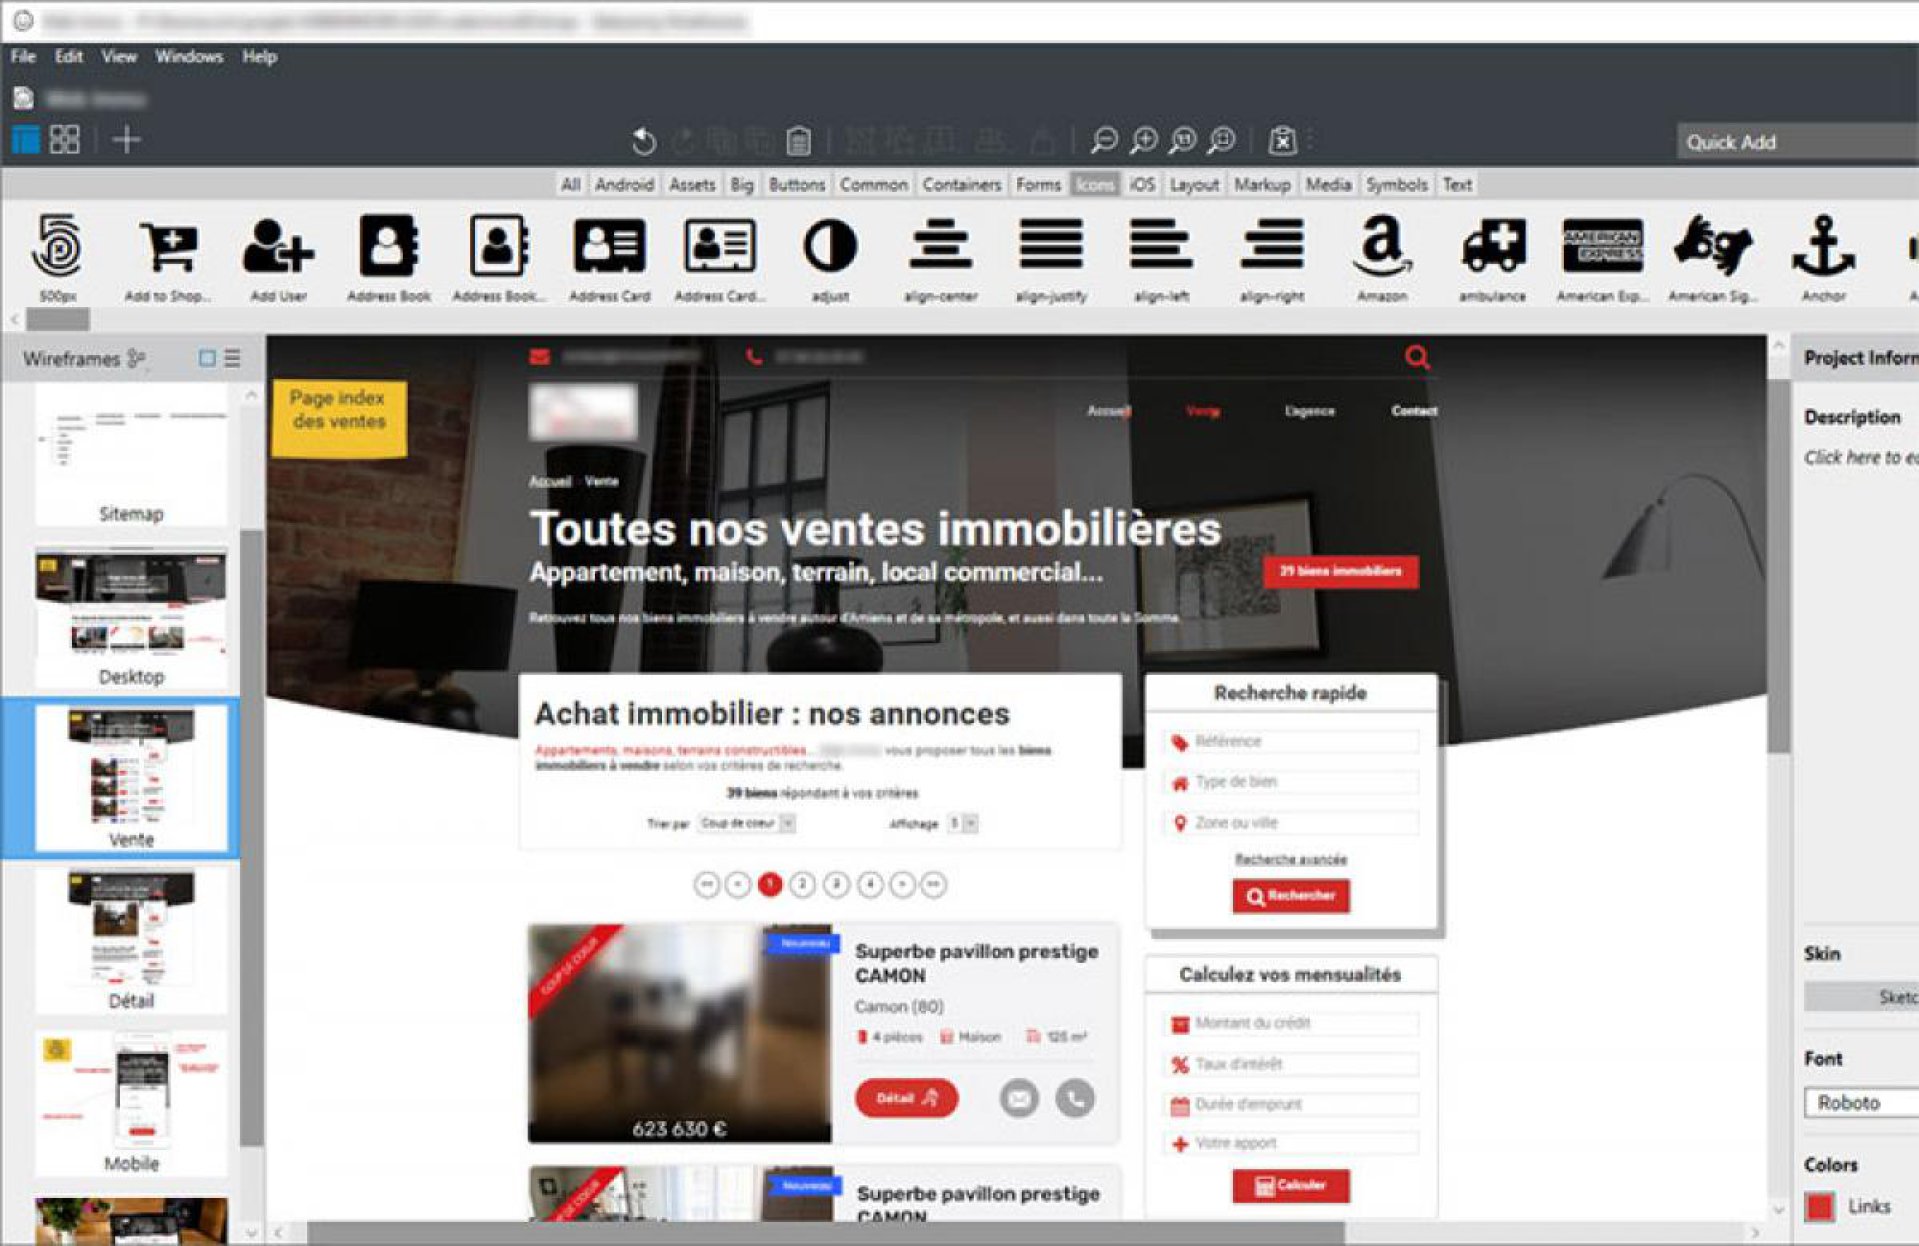 File Edit View Windows Help
Quick Add
All Android Assets Big Buttons Common Containers Forms Icons iOS Layout Markup Media Symbols Text
AMERICAN EXPRESS
500px Add to Shop... Add User Address Book Address Book... Address Card Address Card... adjust align-center align-justify align-left align-right Amazon ambulance American Exp... American Sig... Anchor
Wireframes
Sitemap
Desktop
Vente
Détail
Mobile
Page index
des ventes
Accueil Vente L'agence Contact
Accueil Vente
Toutes nos ventes immobilières
Appartement, maison, terrain, local commercial...
39 biens immobiliers
Retrouvez tous nos biens immobiliers à vendre autour d'Amiens et de sa métropole, et aussi dans toute la Somme.
Achat immobilier : nos annonces
Appartements, maisons, terrains constructibles... vous proposer tous les biens
immobiliers à vendre selon vos critères de recherche.
39 biens répondant à vos critères
Trier par Coup de coeur Affichage 5
1 2 3 4
COUP DE COEUR
Nouveau
623 630 €
Superbe pavillon prestige
CAMON
Camon (80)
4 pièces Maison 125 m²
Détail
Nouveau
Superbe pavillon prestige
CAMON
Recherche rapide
Référence
Type de bien
Zone ou ville
Recherche avancée
Rechercher
Calculez vos mensualités
Montant du crédit
Taux d'intérêt
Durée d'emprunt
Votre apport
Calculer
Project Inform
Description
Click here to e
Skin
Sketc
Font
Roboto
Colors
Links